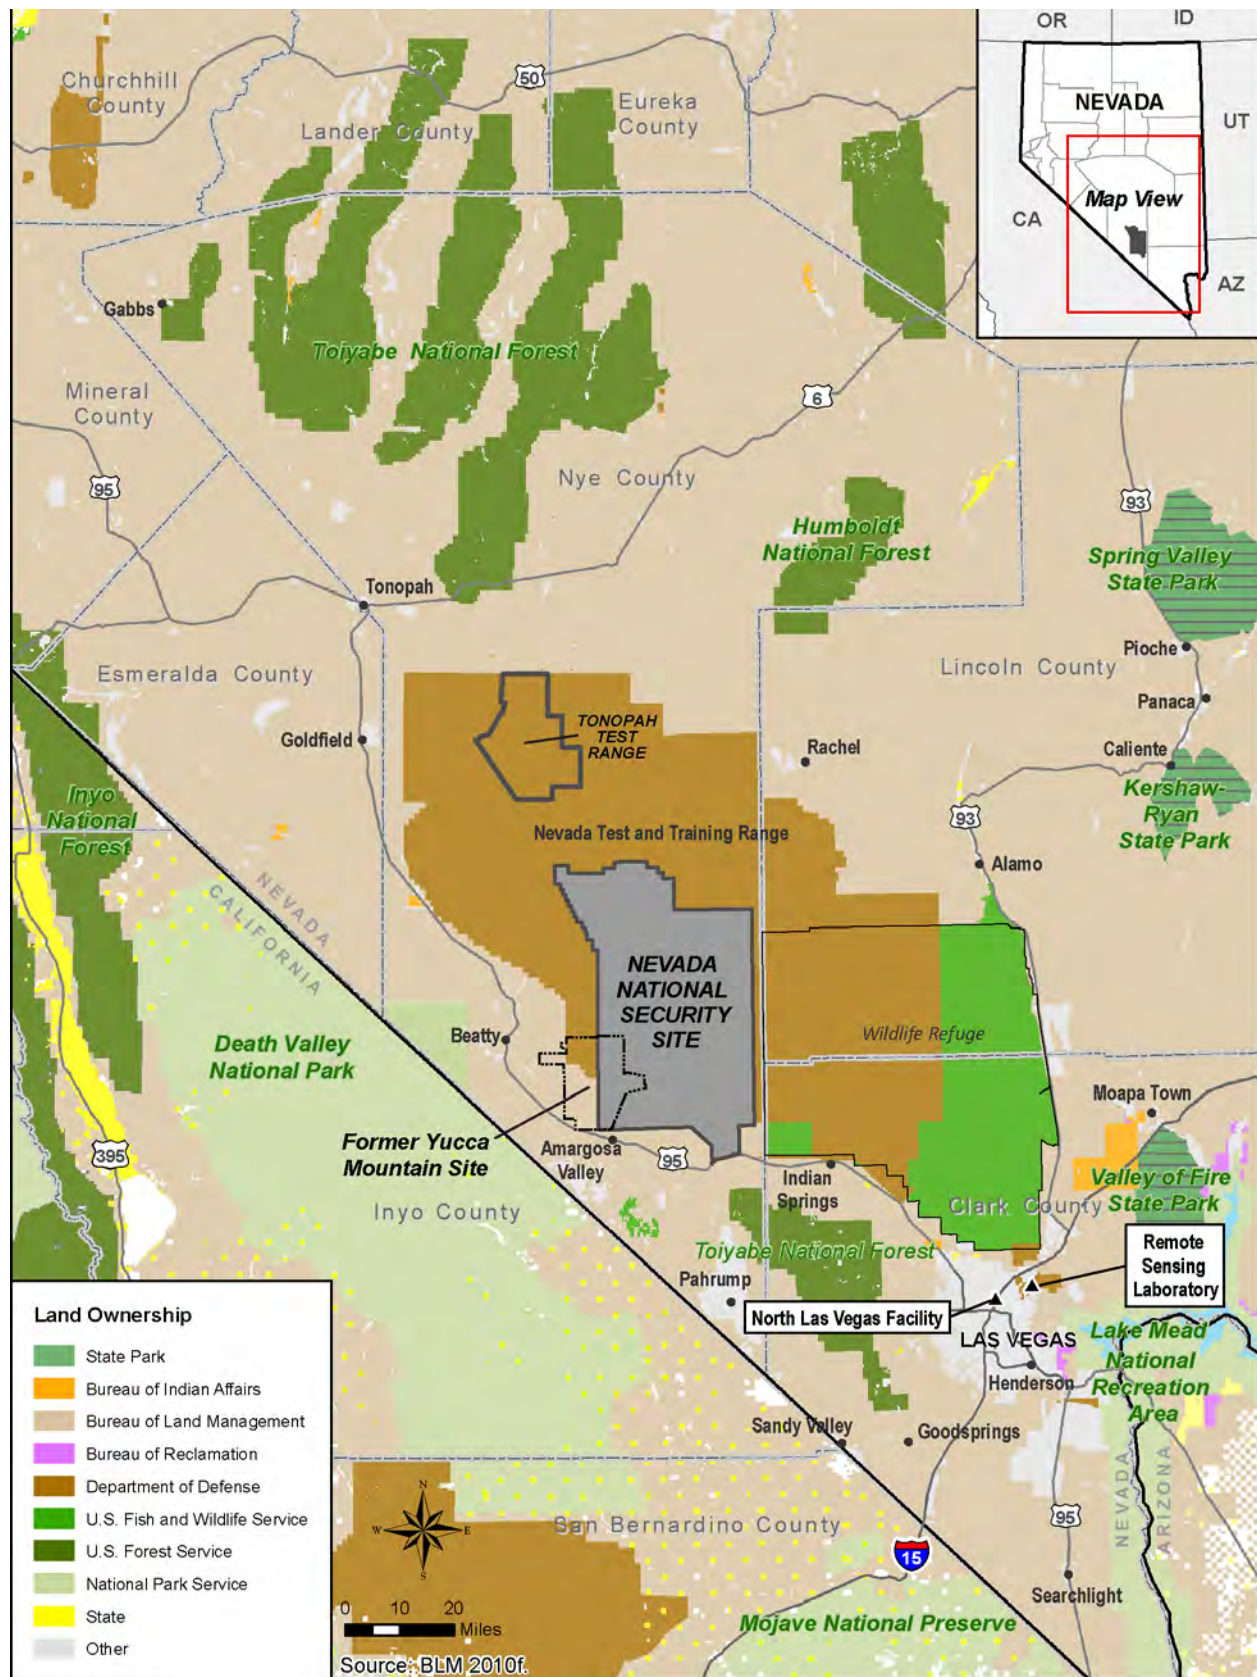 OR
ID
NEVADA
UT
Map View
CA
AZ
Churchhill
County
50
Lander County
Eureka
County
Gabbs
Toiyabe National Forest
Mineral
County
6
95
Nye County
93
Humboldt
National Forest
Spring Valley
State Park
Tonopah
Pioche
Esmeralda County
Lincoln County
Panaca
TONOPAH
TEST
RANGE
Goldfield
Rachel
Caliente
Inyo
National
Forest
Kershaw-
Ryan
State Park
93
Nevada Test and Training Range
Alamo
NEVADA
CALIFORNIA
NEVADA
NATIONAL
SECURITY
SITE
Wildlife Refuge
Beatty
Death Valley
National Park
Moapa Town
Former Yucca
Mountain Site
Amargosa
Valley
95
395
Indian
Springs
Valley of Fire
State Park
Clark County
Inyo County
Toiyabe National Forest
Remote
Sensing
Laboratory
Pahrump
North Las Vegas Facility
LAS VEGAS
Lake Mead
National
Recreation
Area
Henderson
Sandy Valley
Goodsprings
NEVADA
ARIZONA
San Bernardino County
95
15
Searchlight
Mojave National Preserve
Land Ownership
State Park
Bureau of Indian Affairs
Bureau of Land Management
Bureau of Reclamation
Department of Defense
U.S. Fish and Wildlife Service
U.S. Forest Service
National Park Service
State
Other
N
W
E
S
0 10 20
Miles
Source: BLM 2010f.